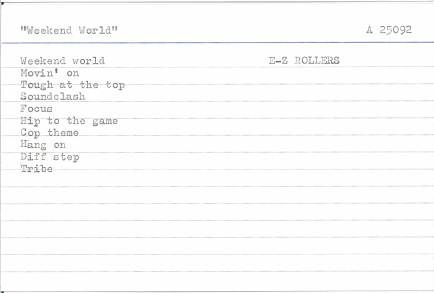 "Weekend World" A 25092
Weekend world E-Z ROLLERS
Movin' on
Tough at the top
Soundclash
Focus
Hip to the game
Cop theme
Hang on
Diff step
Tribe